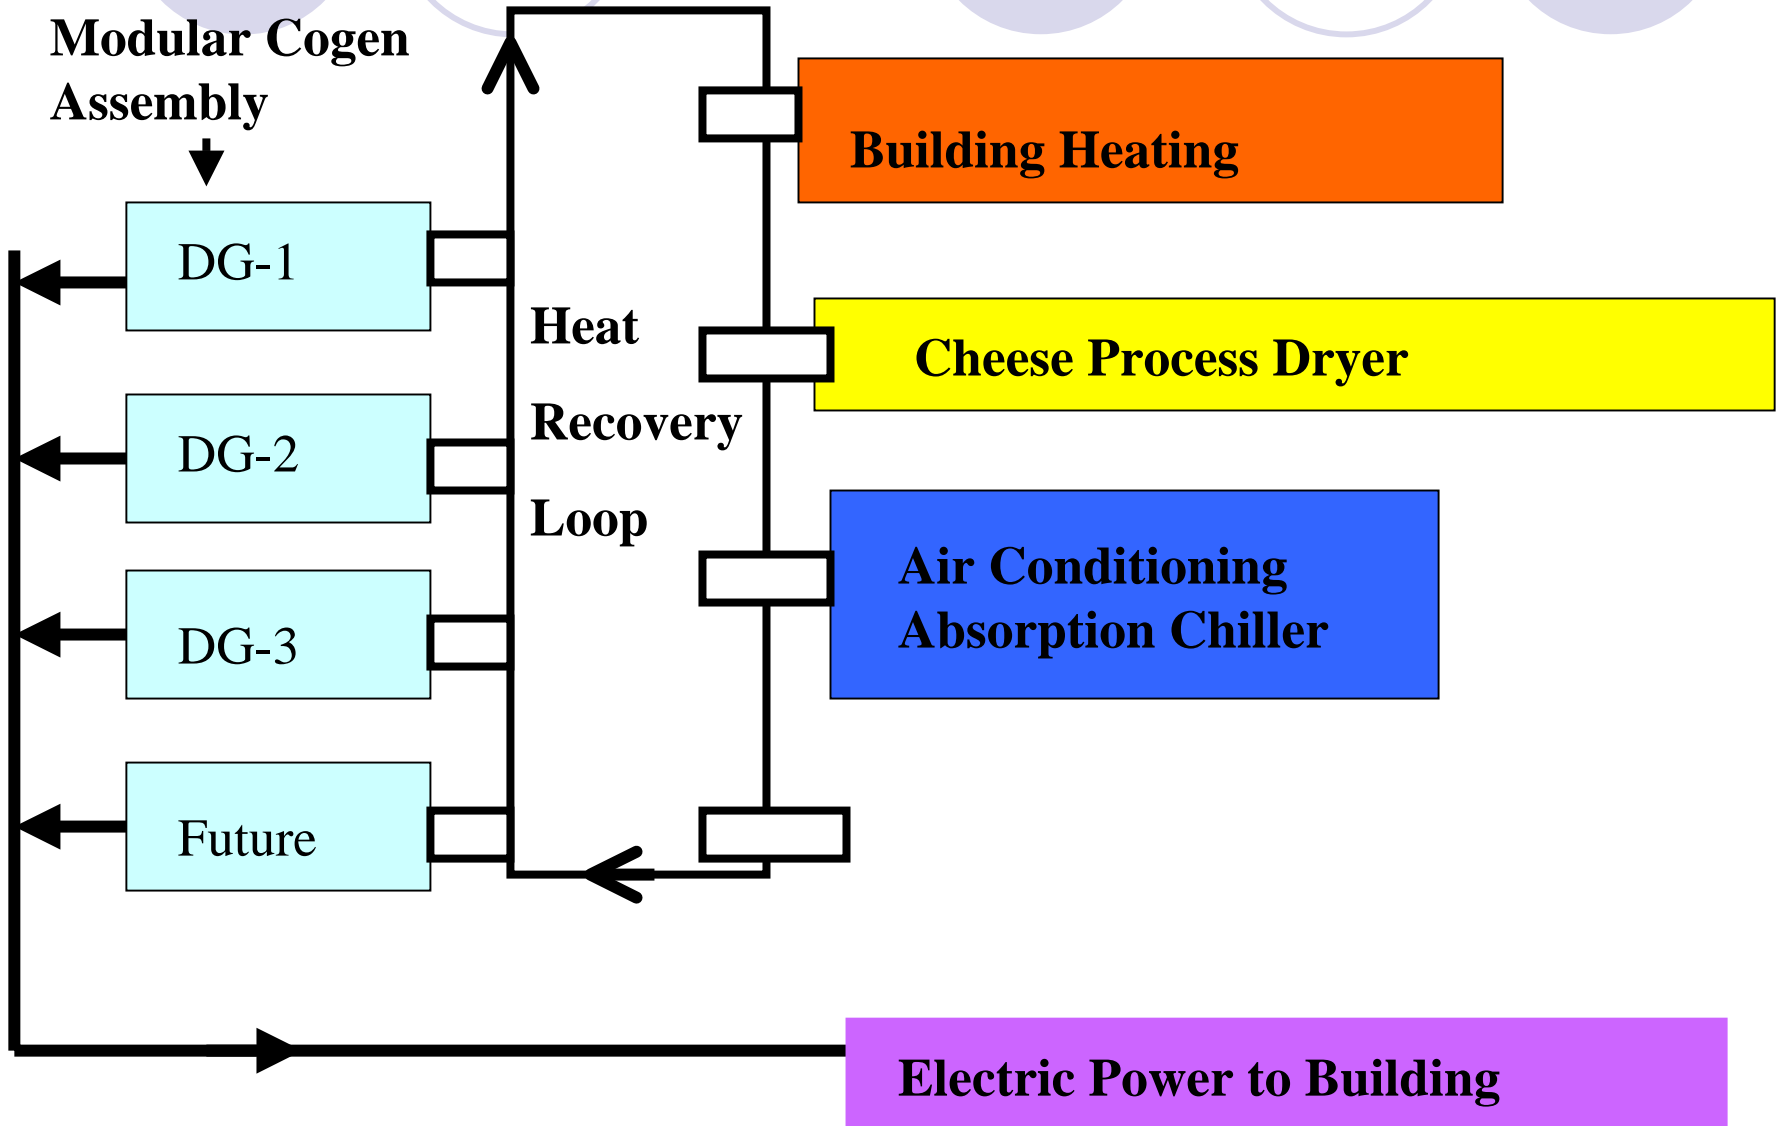 Modular Cogen
Assembly
DG-1
DG-2
DG-3
Future
Heat
Recovery
Loop
Building Heating
Cheese Process Dryer
Air Conditioning
Absorption Chiller
Electric Power to Building